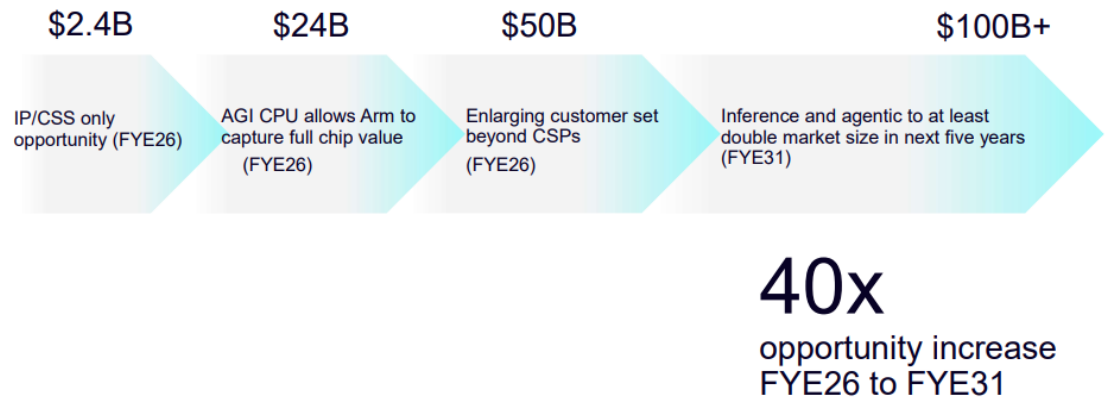 $2.4B
$24B
$50B
$100B+
IP/CSS only
opportunity (FYE26)
AGI CPU allows Arm to
capture full chip value
(FYE26)
Enlarging customer set
beyond CSPs
(FYE26)
Inference and agentic to at least
double market size in next five years
(FYE31)
40x
opportunity increase
FYE26 to FYE31